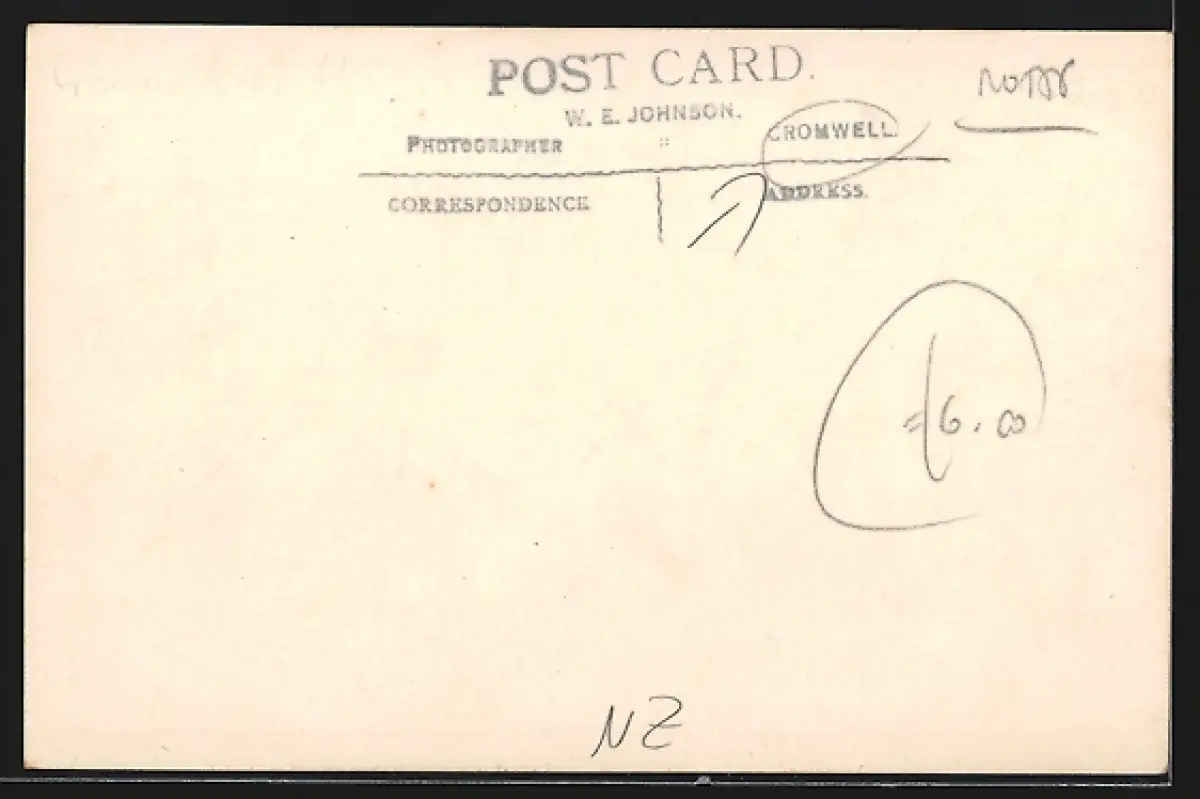 POST CARD.
W. E. JOHNSON.
PHOTOGRAPHER :: CROMWELL.
CORRESPONDENCE ADDRESS.
6.00
NZ